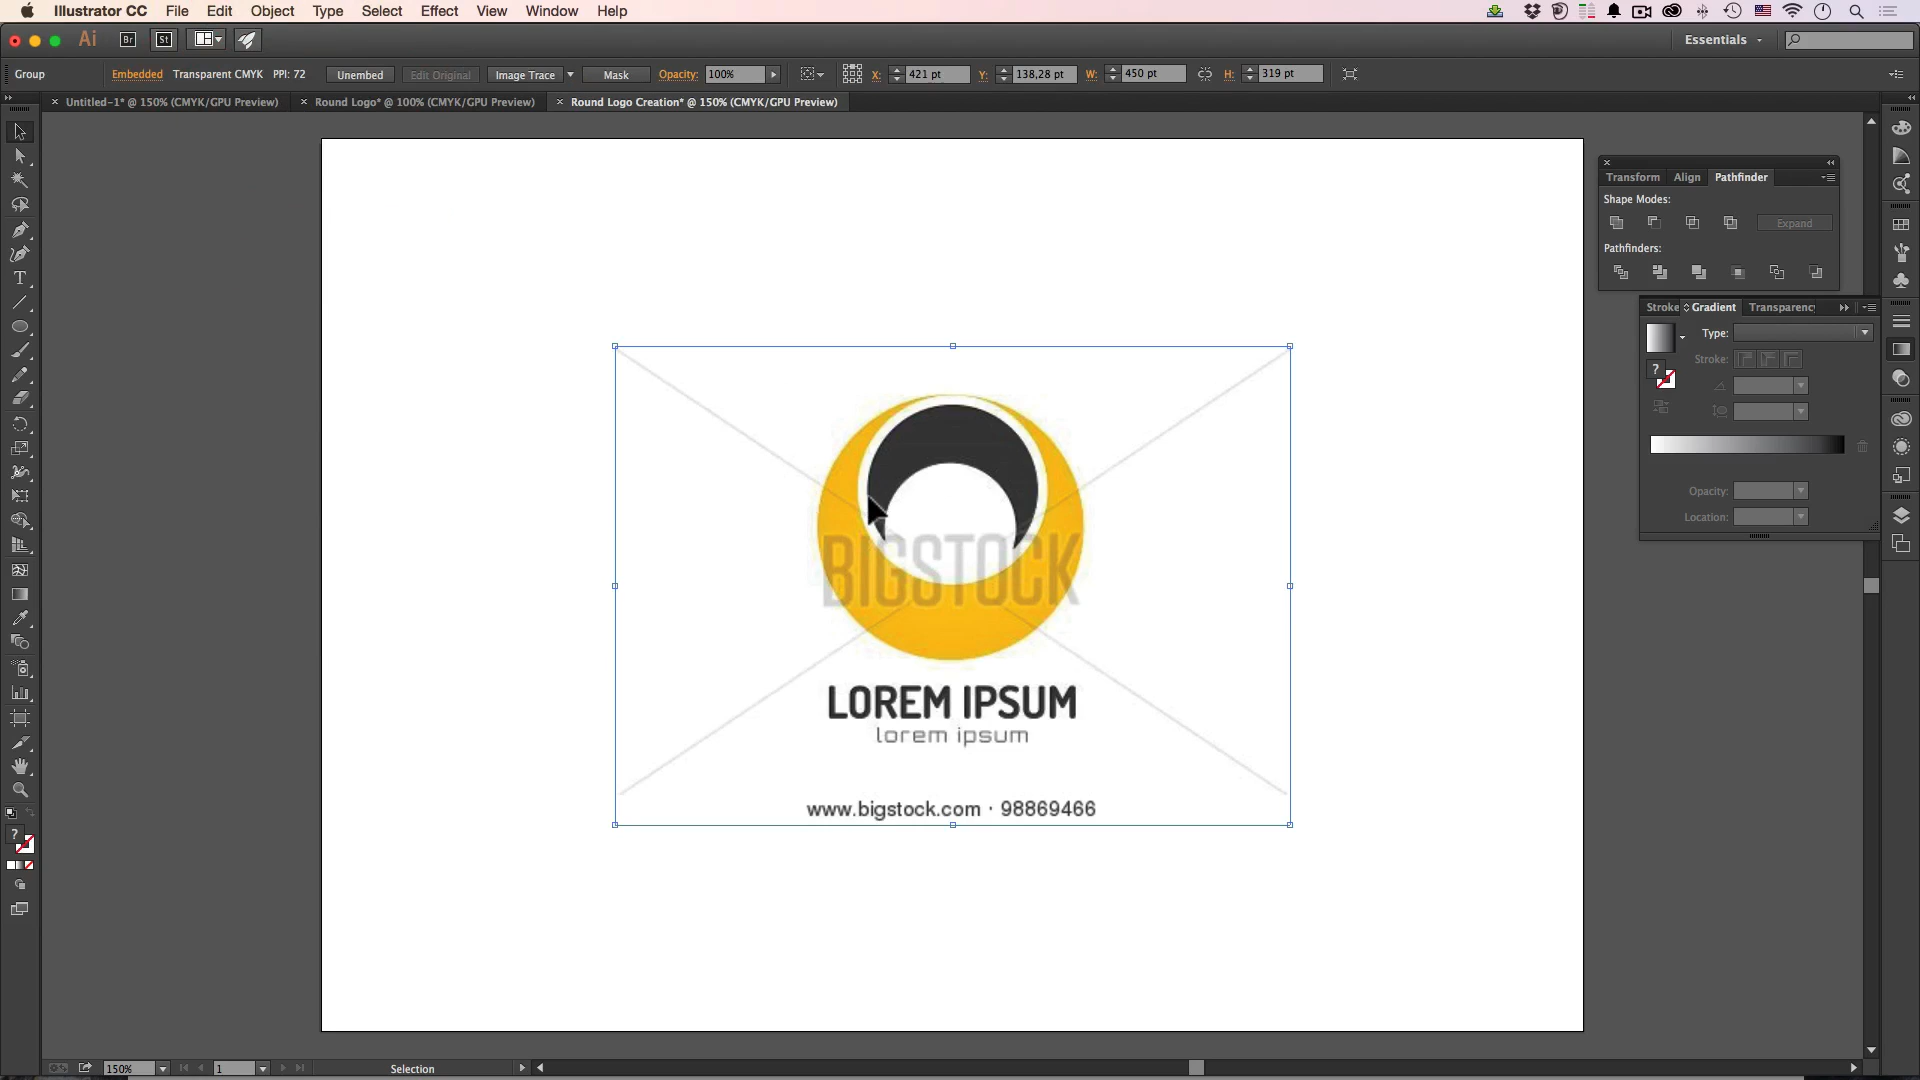 Illustrator CC File Edit Object Type Select Effect View Window Help
Ai Br St Essentials
Group Embedded Transparent CMYK PPI: 72 Unembed Edit Original Image Trace Mask Opacity: 100% X: 421 pt Y: 138,28 pt W: 450 pt H: 319 pt
Untitled-1* @ 150% (CMYK/GPU Preview) Round Logo* @ 100% (CMYK/GPU Preview) Round Logo Creation* @ 150% (CMYK/GPU Preview)
Transform Align Pathfinder
Shape Modes:
Expand
Pathfinders:
Stroke Gradient Transparency
Type:
Stroke:
Opacity:
Location:
BIGSTOCK
LOREM IPSUM
lorem ipsum
www.bigstock.com · 98869466
150% 1 Selection